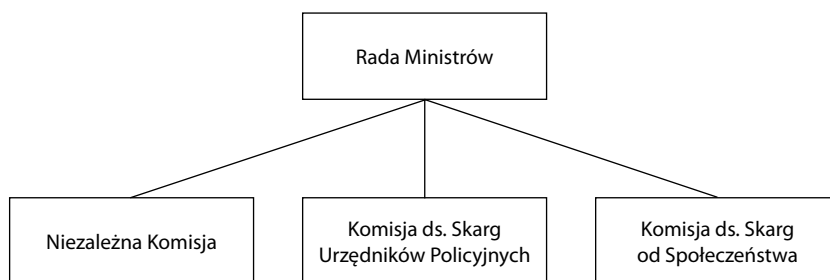 Rada Ministrów
Niezależna Komisja
Komisja ds. Skarg
Urzędników Policyjnych
Komisja ds. Skarg
od Społeczeństwa